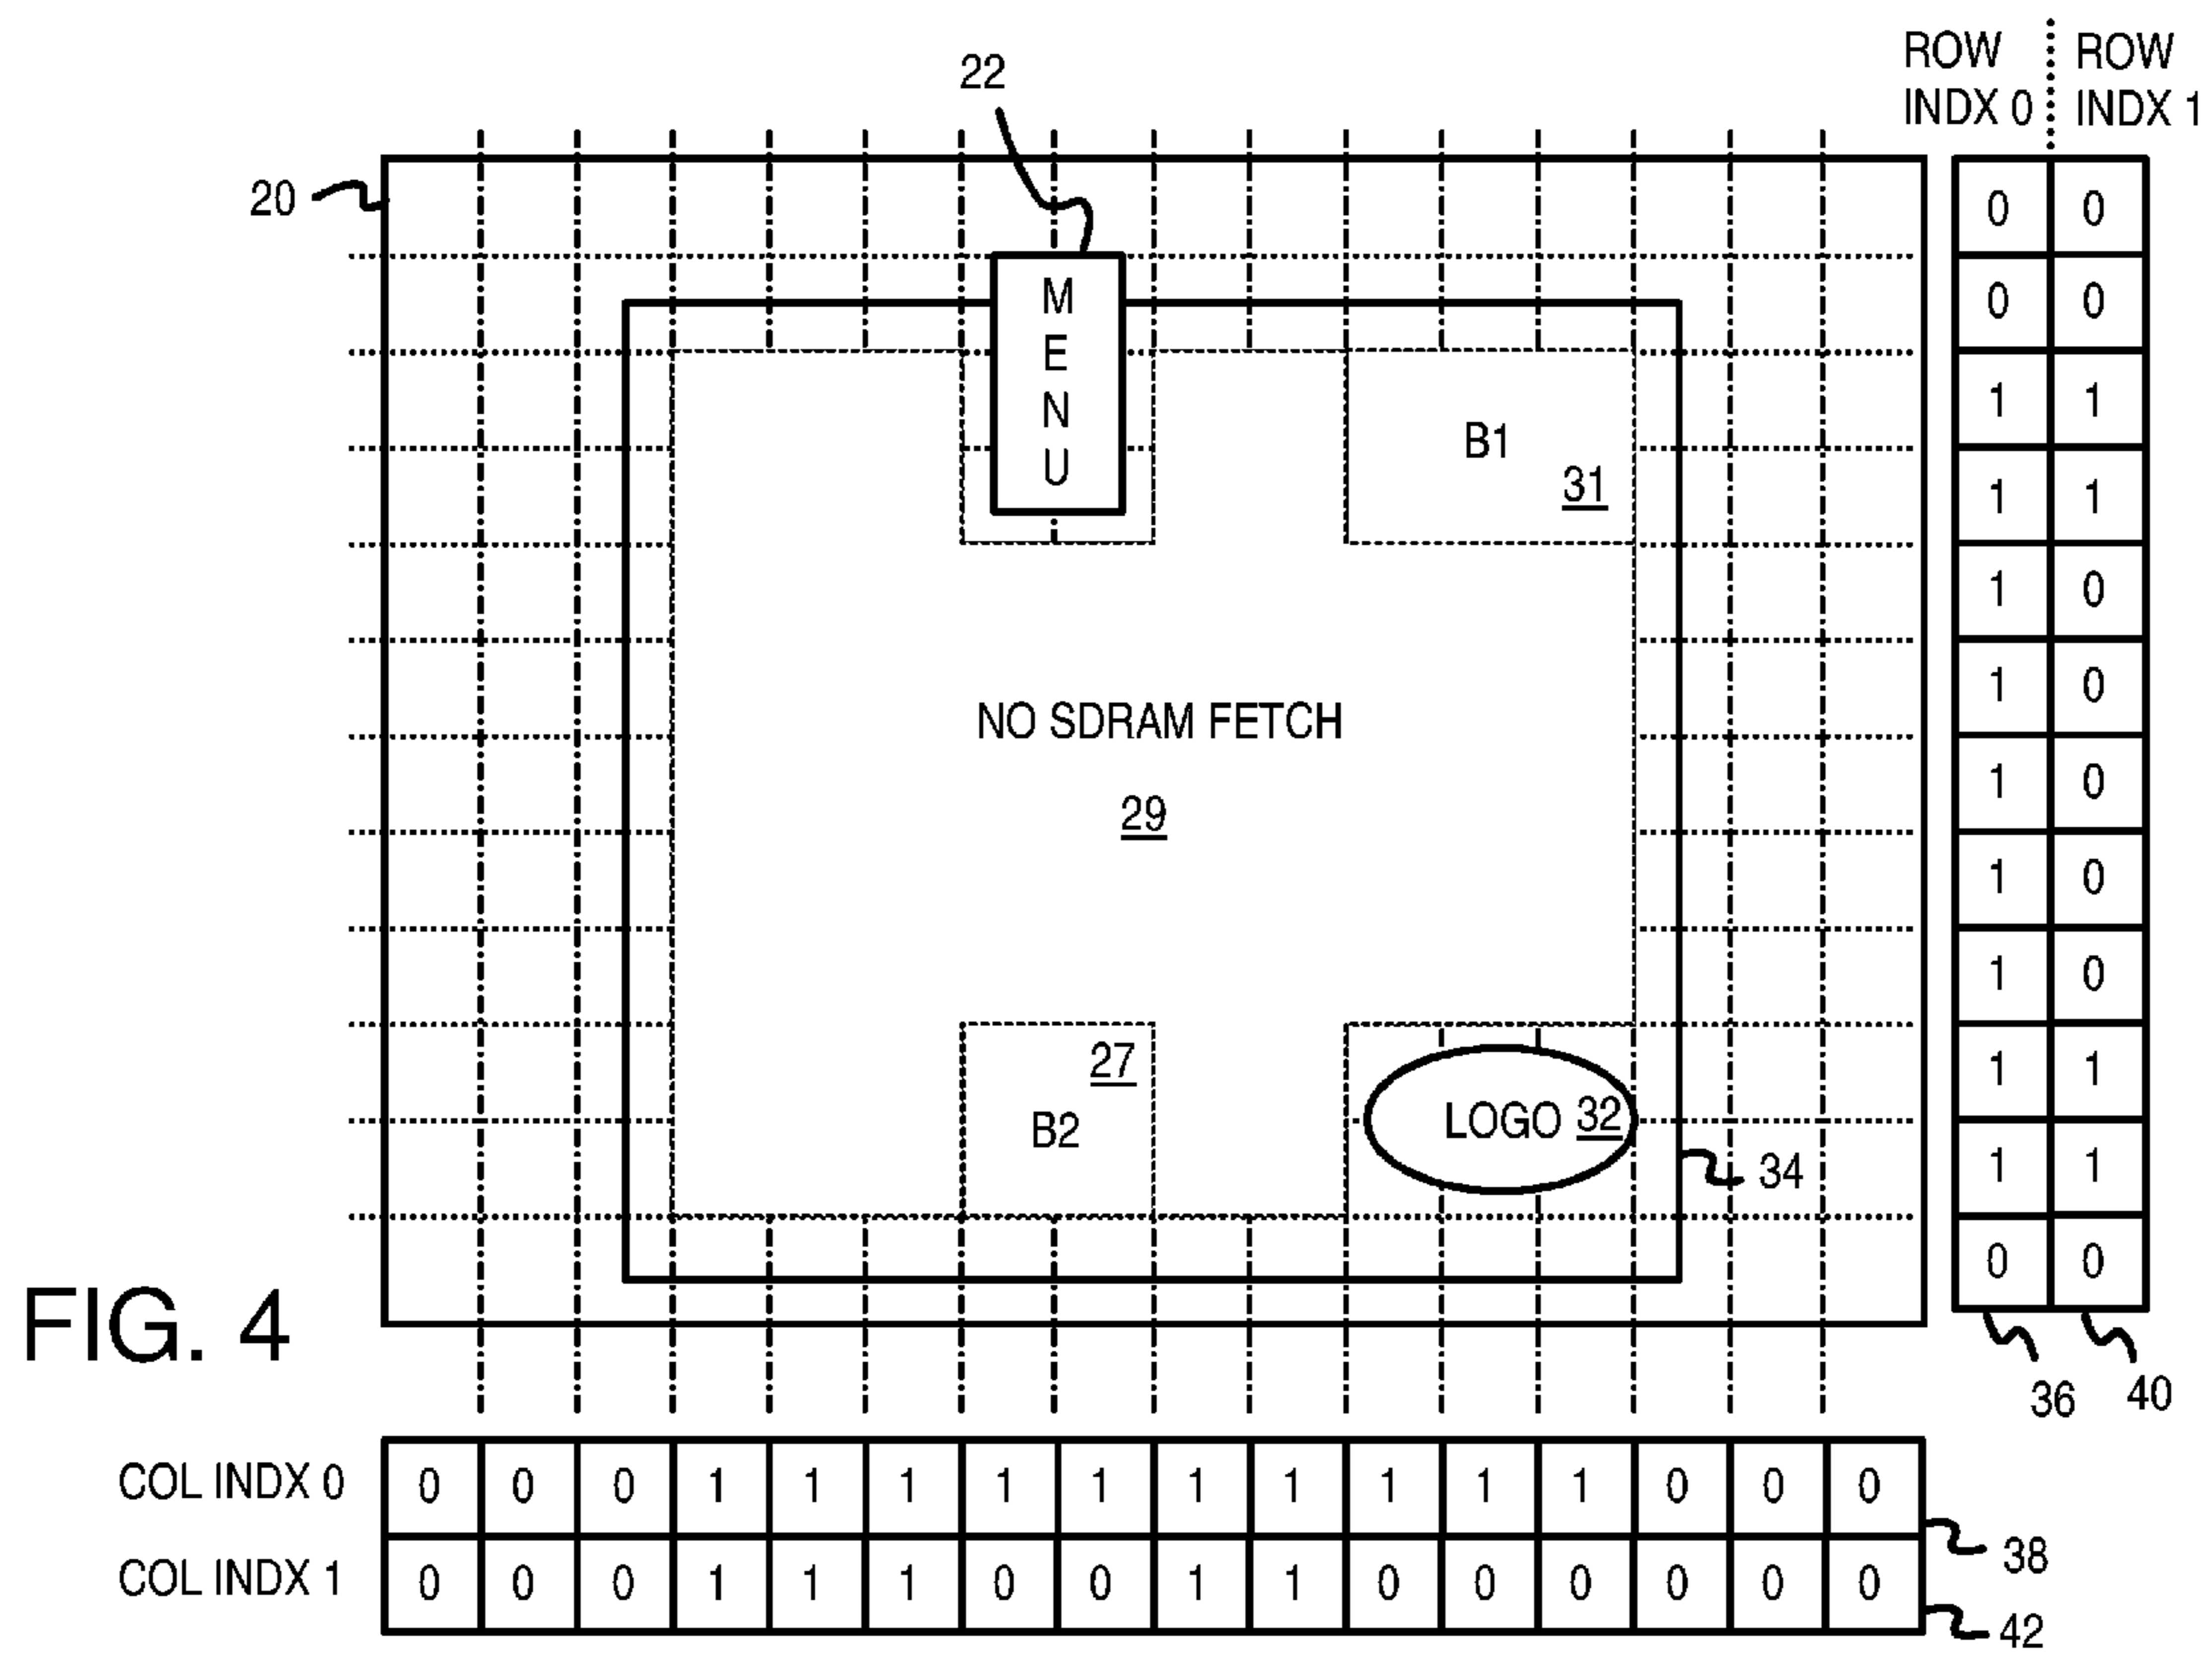 ROW ROW
INDX 0 INDX 1
22
20
0 0
M
0 0
E
1 1
N
B1
U
31
1 1
1 0
1 0
NO SDRAM FETCH
1 0
29
1 0
1 0
27
1 1
LOGO 32
B2
34
1 1
0 0
FIG. 4
36 40
COL INDX 0 0 0 0 1 1 1 1 1 1 1 1 1 1 0 0 0
38
COL INDX 1 0 0 0 1 1 1 0 0 1 1 0 0 0 0 0 0
42